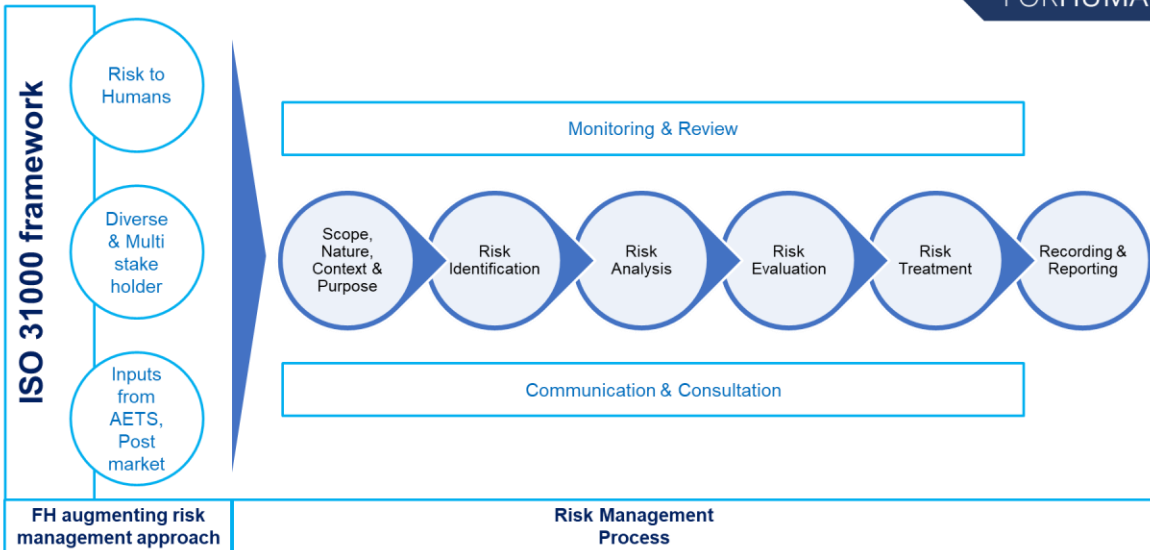 FORHUMA
ISO 31000 framework
Risk to
Humans
Diverse
& Multi
stake
holder
Inputs
from
AETS,
Post
market
Monitoring & Review
Scope,
Nature,
Context &
Purpose
Risk
Identification
Risk
Analysis
Risk
Evaluation
Risk
Treatment
Recording &
Reporting
Communication & Consultation
FH augmenting risk
management approach
Risk Management
Process